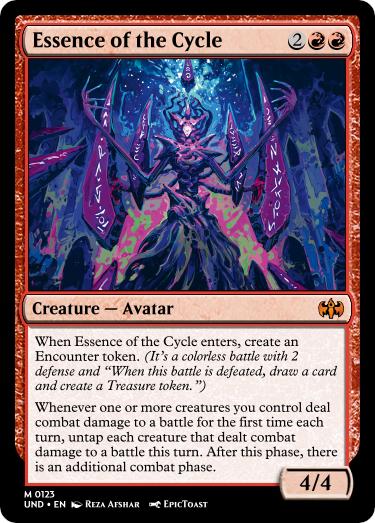 Essence of the Cycle 2
Creature — Avatar
When Essence of the Cycle enters, create an
Encounter token. (It's a colorless battle with 2
defense and “When this battle is defeated, draw a card
and create a Treasure token.”)
Whenever one or more creatures you control deal
combat damage to a battle for the first time each
turn, untap each creature that dealt combat
damage to a battle this turn. After this phase, there
is an additional combat phase.
4/4
M 0123
UND • EN Reza Afshar EpicToast